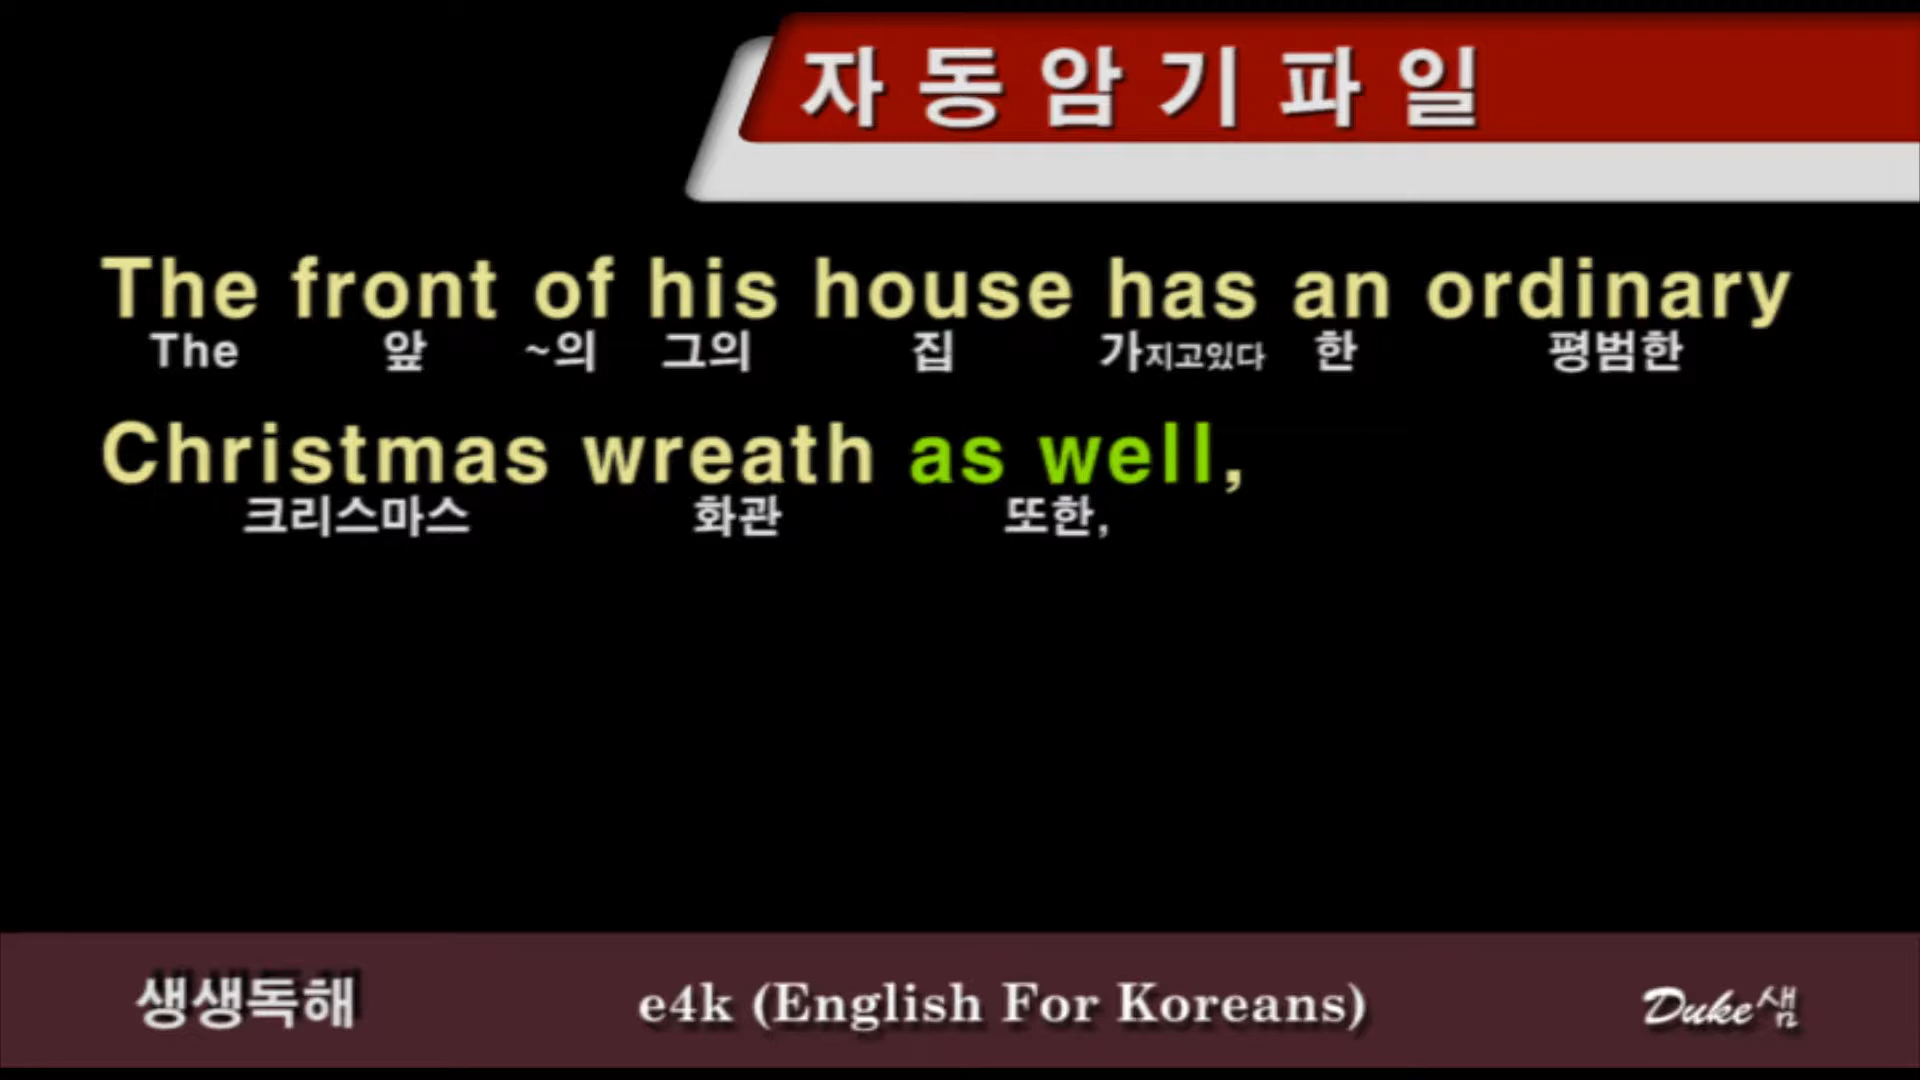 자동암기파일
The front of his house has an ordinary
The 앞 ~의 그의 집 가지고있다 한 평범한
Christmas wreath as well,
크리스마스 화관 또한,
생생독해 e4k (English For Koreans) Duke샘